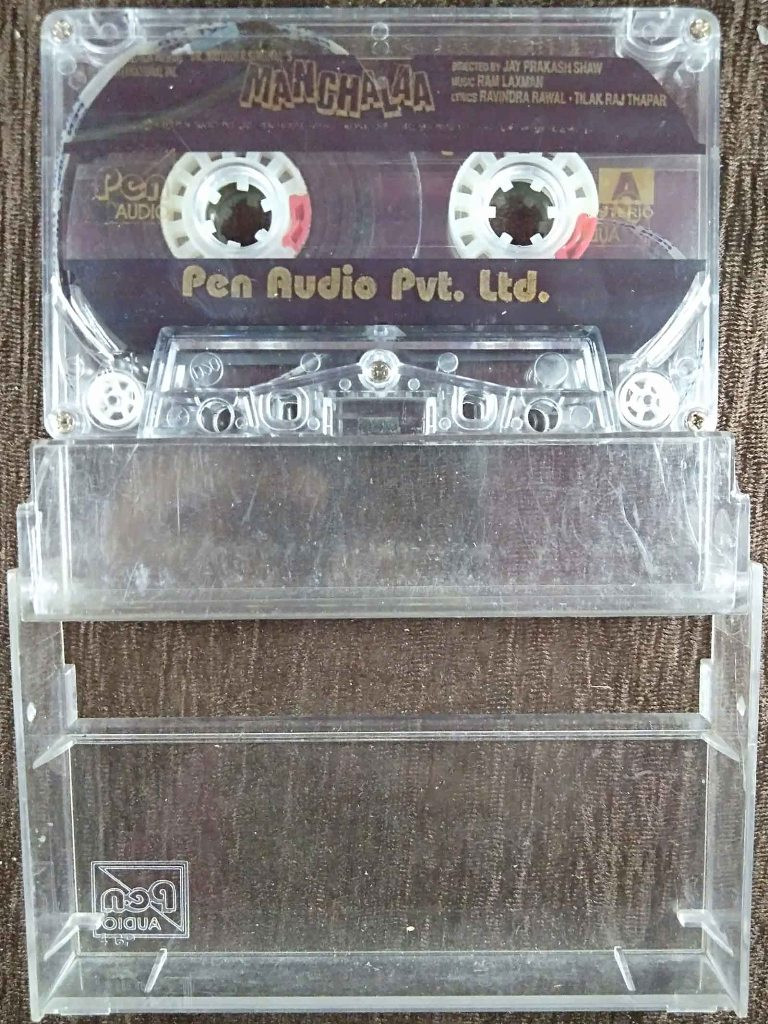 MANCHALAA
DIRECTED BY JAY PRAKASH SHAW
MUSIC RAM LAXMAN
LYRICS RAVINDRA RAWAL • TILAK RAJ THAPAR
Pen
AUDIO
A
STEREO
Pen Audio Pvt. Ltd.
Pen
AUDIO